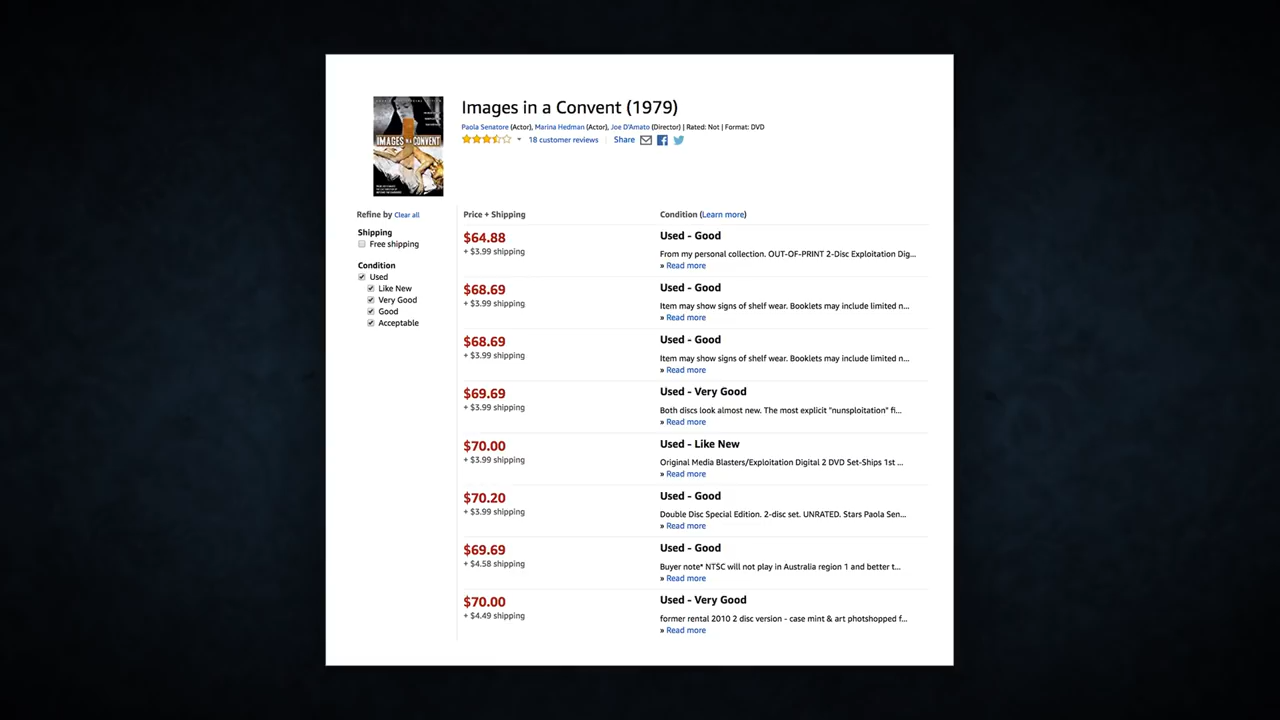 Images in a Convent (1979)
Paola Senatore (Actor), Marina Hedman (Actor), Joe D'Amato (Director) | Rated: Not | Format: DVD
18 customer reviews Share
IMAGES IN A CONVENT
Refine by Clear all
Shipping
Free shipping
Condition
Used
Like New
Very Good
Good
Acceptable
Price + Shipping Condition (Learn more)
$64.88 Used - Good
+ $3.99 shipping From my personal collection. OUT-OF-PRINT 2-Disc Exploitation Dig...
» Read more
$68.69 Used - Good
+ $3.99 shipping Item may show signs of shelf wear. Booklets may include limited n...
» Read more
$68.69 Used - Good
+ $3.99 shipping Item may show signs of shelf wear. Booklets may include limited n...
» Read more
$69.69 Used - Very Good
+ $3.99 shipping Both discs look almost new. The most explicit "nunsploitation" fi...
» Read more
$70.00 Used - Like New
+ $3.99 shipping Original Media Blasters/Exploitation Digital 2 DVD Set-Ships 1st ...
» Read more
$70.20 Used - Good
+ $3.99 shipping Double Disc Special Edition. 2-disc set. UNRATED. Stars Paola Sen...
» Read more
$69.69 Used - Good
+ $4.58 shipping Buyer note* NTSC will not play in Australia region 1 and better t...
» Read more
$70.00 Used - Very Good
+ $4.49 shipping former rental 2010 2 disc version - case mint & art photshopped f...
» Read more